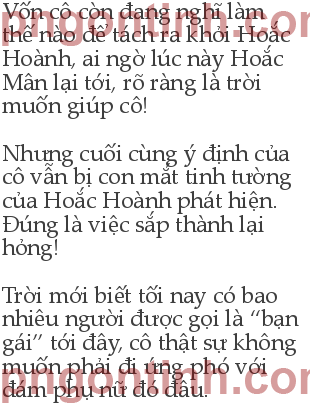 pngontinh.com
Vốn cô còn đang nghĩ làm
thế nào để tách ra khỏi Hoắc
Hoành, ai ngờ lúc này Hoắc
Mân lại tới, rõ ràng là trời
muốn giúp cô!
Nhưng cuối cùng ý định của
cô vẫn bị con mắt tinh tường
của Hoắc Hoành phát hiện.
Đúng là việc sắp thành lại
hỏng!
Trời mới biết tối nay có bao
nhiêu người được gọi là “bạn
gái” tới đây, cô thật sự không
muốn phải đi ứng phó với
đám phụ nữ đó đâu.
pngontinh.com